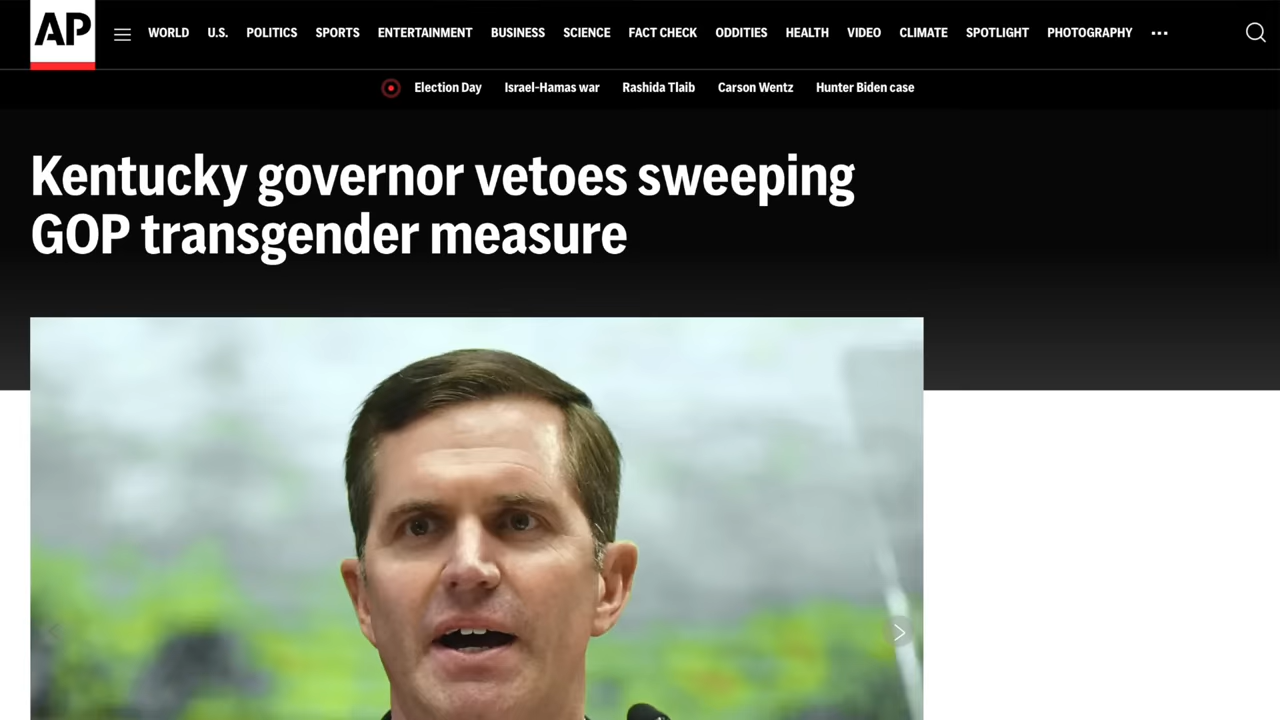 AP
WORLD U.S. POLITICS SPORTS ENTERTAINMENT BUSINESS SCIENCE FACT CHECK ODDITIES HEALTH VIDEO CLIMATE SPOTLIGHT PHOTOGRAPHY
Election Day Israel-Hamas war Rashida Tlaib Carson Wentz Hunter Biden case
Kentucky governor vetoes sweeping
GOP transgender measure